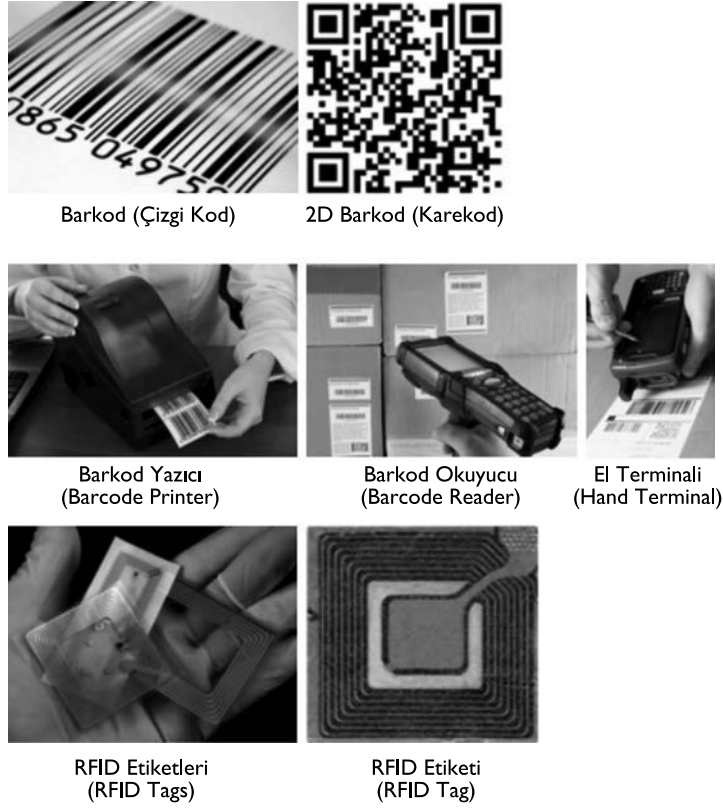 0865 04975
Barkod (Çizgi Kod)
2D Barkod (Karekod)
Barkod Yazıcı
(Barcode Printer)
Barkod Okuyucu
(Barcode Reader)
El Terminali
(Hand Terminal)
RFID Etiketleri
(RFID Tags)
RFID Etiketi
(RFID Tag)